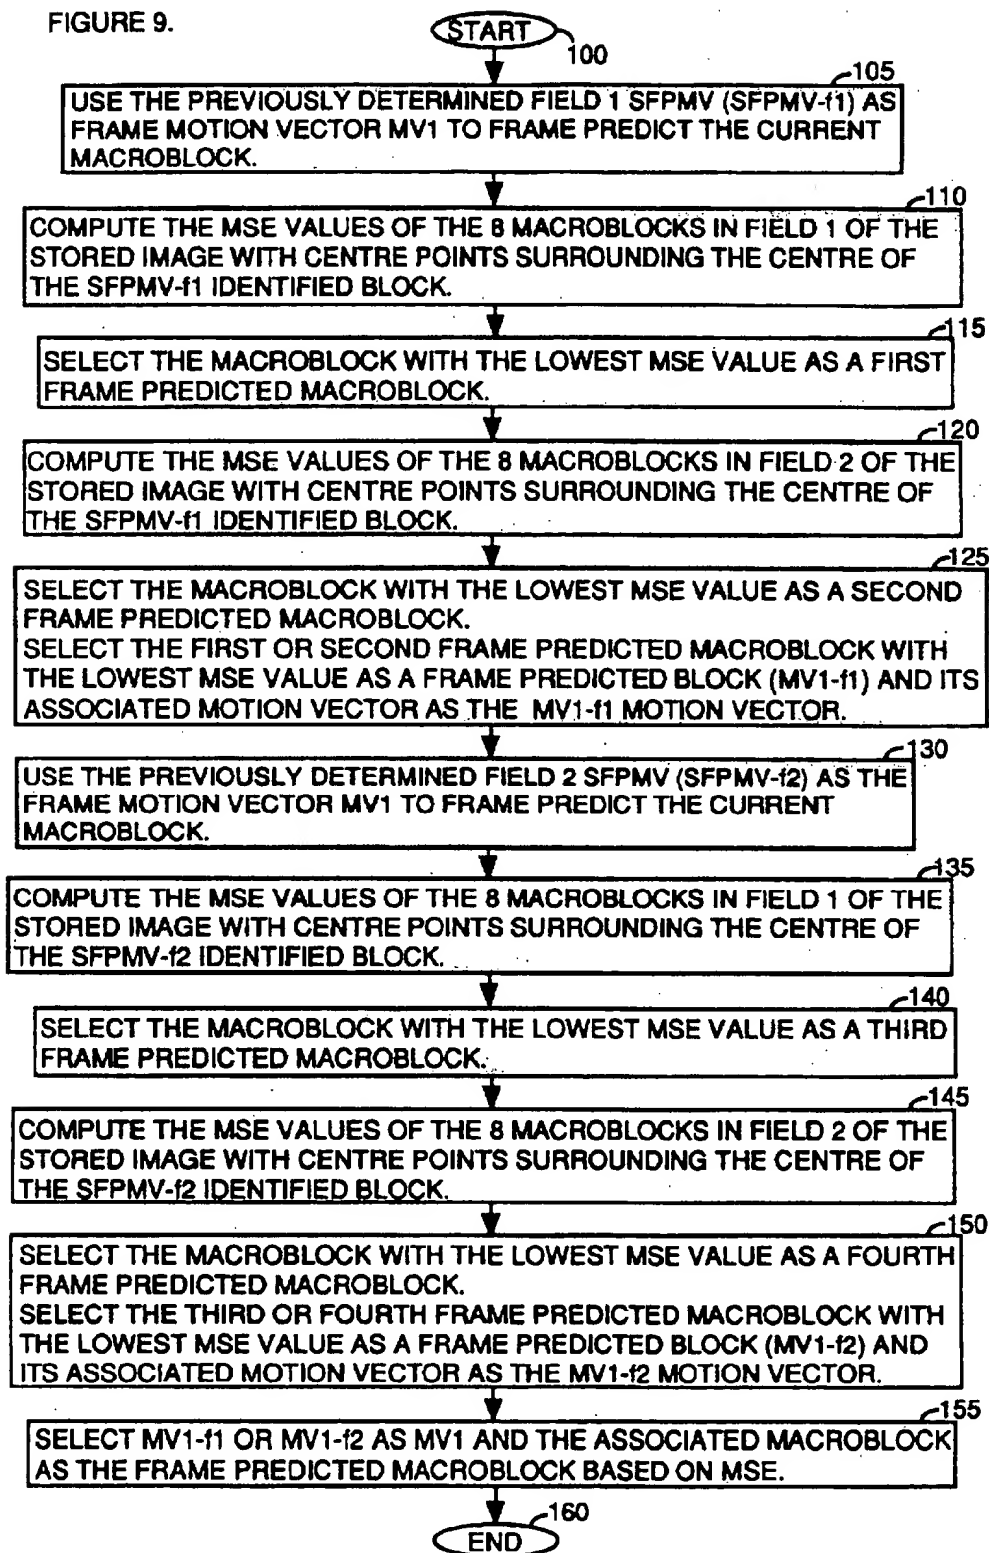 FIGURE 9.
START
100
105
USE THE PREVIOUSLY DETERMINED FIELD 1 SFPMV (SFPMV-f1) AS
FRAME MOTION VECTOR MV1 TO FRAME PREDICT THE CURRENT
MACROBLOCK.
110
COMPUTE THE MSE VALUES OF THE 8 MACROBLOCKS IN FIELD 1 OF THE
STORED IMAGE WITH CENTRE POINTS SURROUNDING THE CENTRE OF
THE SFPMV-f1 IDENTIFIED BLOCK.
115
SELECT THE MACROBLOCK WITH THE LOWEST MSE VALUE AS A FIRST
FRAME PREDICTED MACROBLOCK.
120
COMPUTE THE MSE VALUES OF THE 8 MACROBLOCKS IN FIELD 2 OF THE
STORED IMAGE WITH CENTRE POINTS SURROUNDING THE CENTRE OF
THE SFPMV-f1 IDENTIFIED BLOCK.
125
SELECT THE MACROBLOCK WITH THE LOWEST MSE VALUE AS A SECOND
FRAME PREDICTED MACROBLOCK.
SELECT THE FIRST OR SECOND FRAME PREDICTED MACROBLOCK WITH
THE LOWEST MSE VALUE AS A FRAME PREDICTED BLOCK (MV1-f1) AND ITS
ASSOCIATED MOTION VECTOR AS THE MV1-f1 MOTION VECTOR.
130
USE THE PREVIOUSLY DETERMINED FIELD 2 SFPMV (SFPMV-f2) AS THE
FRAME MOTION VECTOR MV1 TO FRAME PREDICT THE CURRENT
MACROBLOCK.
135
COMPUTE THE MSE VALUES OF THE 8 MACROBLOCKS IN FIELD 1 OF THE
STORED IMAGE WITH CENTRE POINTS SURROUNDING THE CENTRE OF
THE SFPMV-f2 IDENTIFIED BLOCK.
140
SELECT THE MACROBLOCK WITH THE LOWEST MSE VALUE AS A THIRD
FRAME PREDICTED MACROBLOCK.
145
COMPUTE THE MSE VALUES OF THE 8 MACROBLOCKS IN FIELD 2 OF THE
STORED IMAGE WITH CENTRE POINTS SURROUNDING THE CENTRE OF
THE SFPMV-f2 IDENTIFIED BLOCK.
150
SELECT THE MACROBLOCK WITH THE LOWEST MSE VALUE AS A FOURTH
FRAME PREDICTED MACROBLOCK.
SELECT THE THIRD OR FOURTH FRAME PREDICTED MACROBLOCK WITH
THE LOWEST MSE VALUE AS A FRAME PREDICTED BLOCK (MV1-f2) AND
ITS ASSOCIATED MOTION VECTOR AS THE MV1-f2 MOTION VECTOR.
155
SELECT MV1-f1 OR MV1-f2 AS MV1 AND THE ASSOCIATED MACROBLOCK
AS THE FRAME PREDICTED MACROBLOCK BASED ON MSE.
160
END